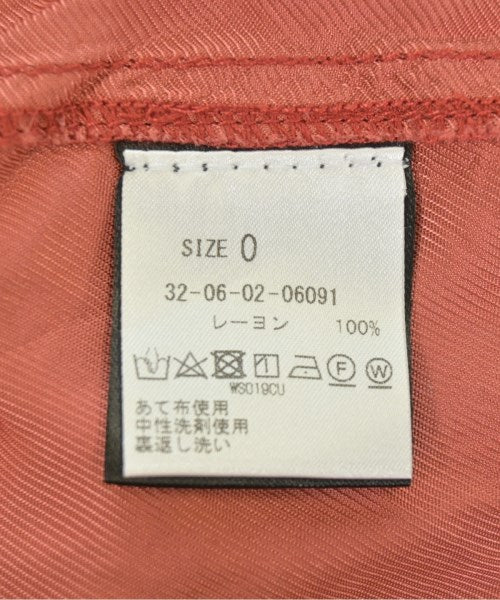 SIZE 0
32-06-02-06091
レーヨン 100%
F W
WS019CU
あて布使用
中性洗剤使用
裏返し洗い